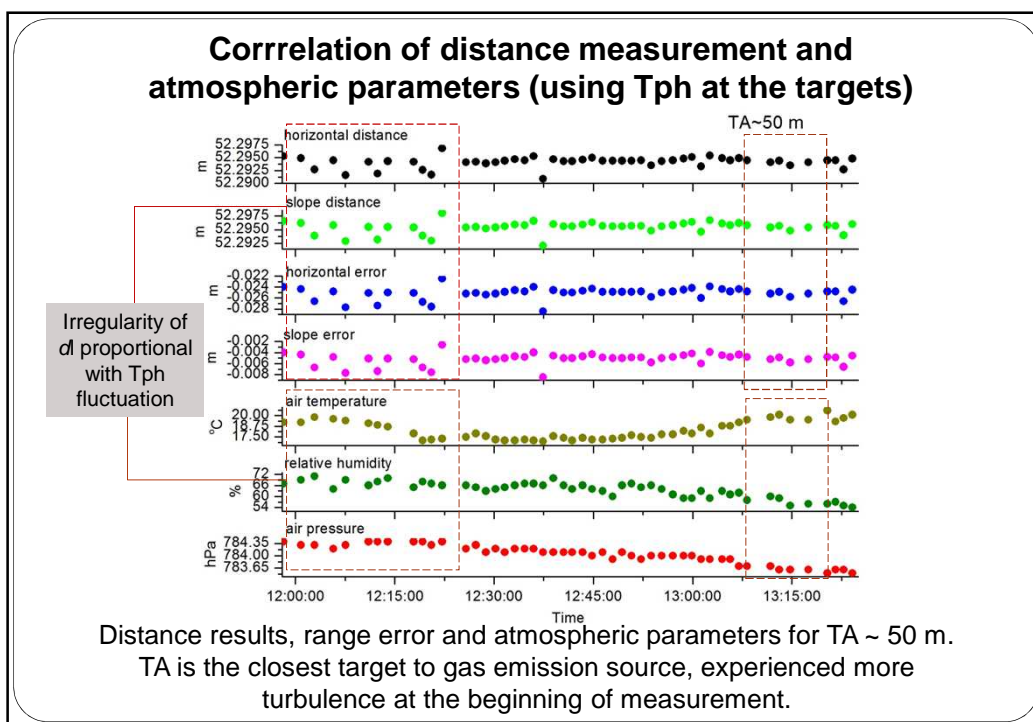 Corrrelation of distance measurement and
atmospheric parameters (using Tph at the targets)
TA~50 m
horizontal distance
52.2975
52.2950
52.2925
52.2900
m
slope distance
52.2975
52.2950
52.2925
m
horizontal error
-0.022
-0.024
-0.026
-0.028
m
slope error
-0.002
-0.004
-0.006
-0.008
m
Irregularity of
dl proportional
with Tph
fluctuation
air temperature
20.00
18.75
17.50
°C
relative humidity
72
66
60
54
%
air pressure
784.35
784.00
783.65
hPa
12:00:00 12:15:00 12:30:00 12:45:00 13:00:00 13:15:00
Time
Distance results, range error and atmospheric parameters for TA ~ 50 m.
TA is the closest target to gas emission source, experienced more
turbulence at the beginning of measurement.